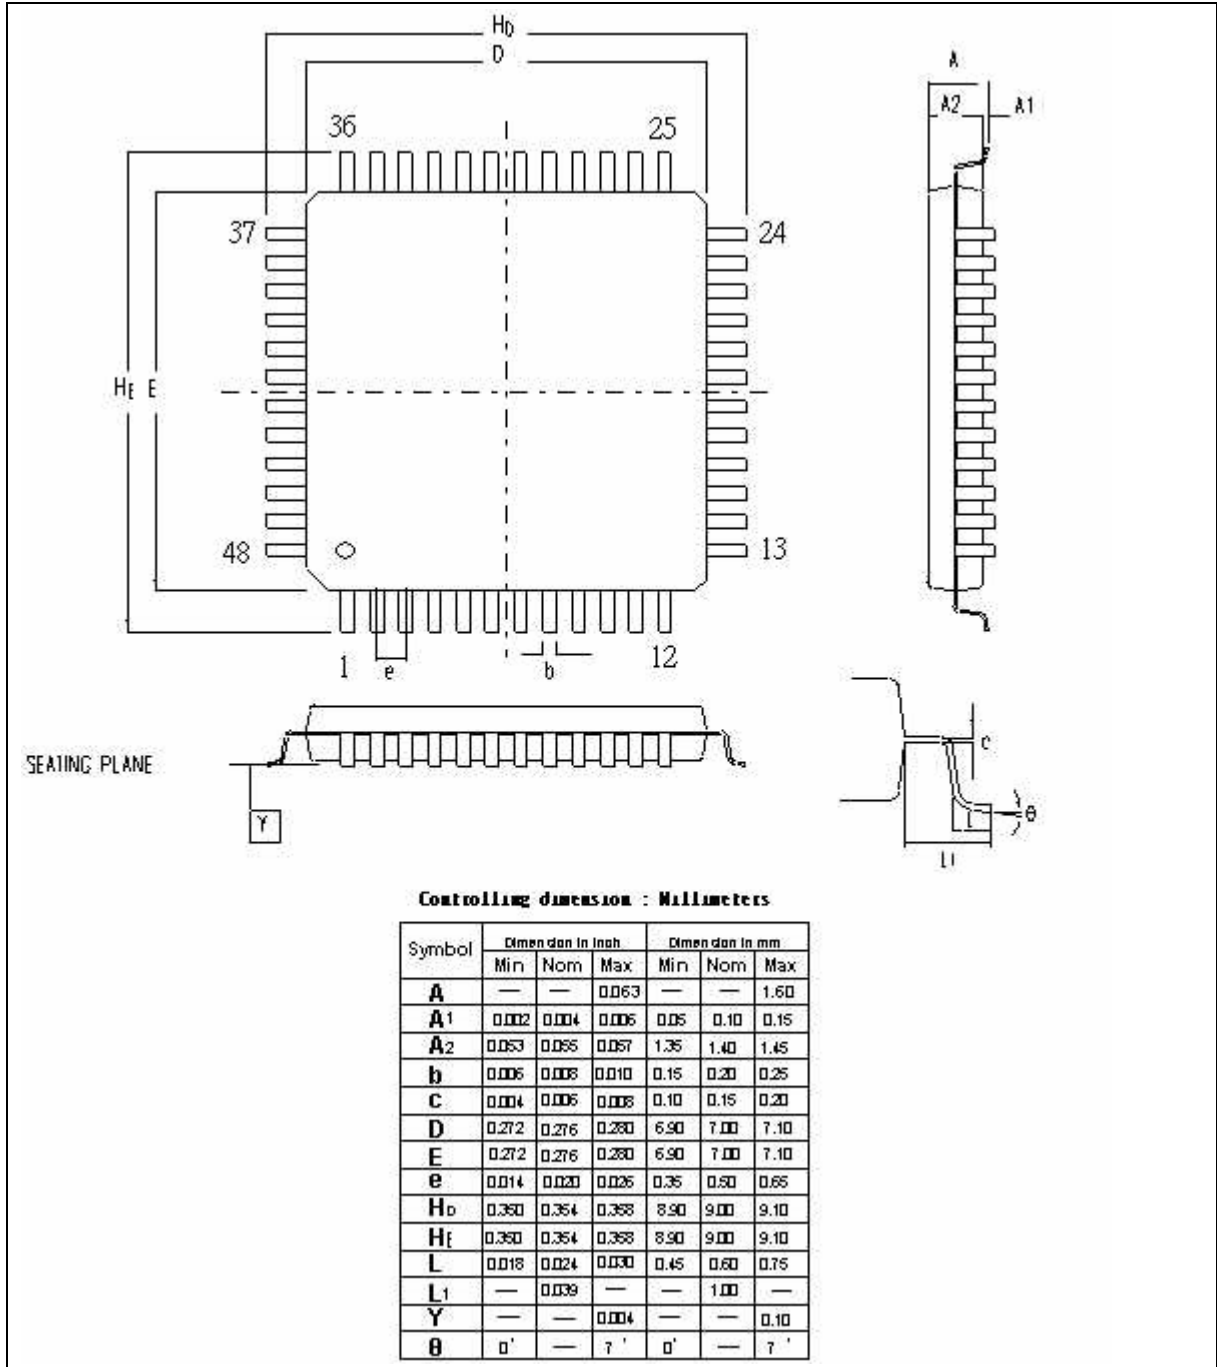 HD
D
A
A2 A1
36 25
37 24
HE E
48 13
1 e b 12
SEATING PLANE
Y
C
L θ
L1
Controlling dimension : Millimeters
Symbol Dimension in inch Dimension in mm
Min Nom Max Min Nom Max
A — — 0.063 — — 1.60
A1 0.002 0.004 0.006 0.05 0.10 0.15
A2 0.053 0.055 0.057 1.35 1.40 1.45
b 0.006 0.008 0.010 0.15 0.20 0.25
c 0.004 0.006 0.008 0.10 0.15 0.20
D 0.272 0.276 0.280 6.90 7.00 7.10
E 0.272 0.276 0.280 6.90 7.00 7.10
e 0.014 0.020 0.026 0.35 0.50 0.65
HD 0.350 0.354 0.358 8.90 9.00 9.10
HE 0.350 0.354 0.358 8.90 9.00 9.10
L 0.018 0.024 0.030 0.45 0.60 0.75
L1 — 0.039 — — 1.00 —
Y — — 0.004 — — 0.10
θ 0° — 7° 0° — 7°